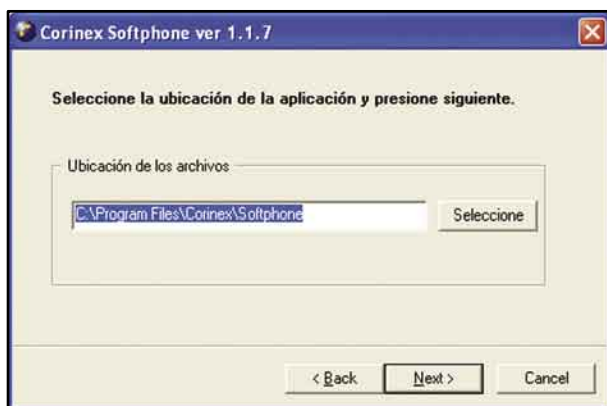 Corinex Softphone ver 1.1.7
Seleccione la ubicación de la aplicación y presione siguiente.
Ubicación de los archivos
C:\Program Files\Corinex\Softphone
Seleccione
< Back
Next >
Cancel